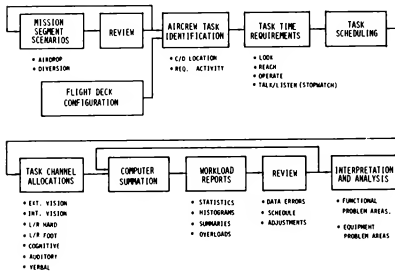 MISSION
SEGMENT
SCENARIOS
• AIRDROP
• DIVERSION
REVIEW
FLIGHT DECK
CONFIGURATION
AIRCREW TASK
IDENTIFICATION
• C/D LOCATION
• REQ. ACTIVITY
TASK TIME
REQUIREMENTS
• LOOK
• REACH
• OPERATE
• TALK/LISTEN (STOPWATCH)
TASK
SCHEDULING
TASK CHANNEL
ALLOCATIONS
• EXT. VISION
• INT. VISION
• L/R HAND
• L/R FOOT
• COGNITIVE
• AUDITORY
• VERBAL
COMPUTER
SUMMATION
WORKLOAD
REPORTS
• STATISTICS
• HISTOGRAMS
• SUMMARIES
• OVERLOADS
REVIEW
• DATA ERRORS
• SCHEDULE
ADJUSTMENTS
INTERPRETATION
AND ANALYSIS
• FUNCTIONAL
PROBLEM AREAS.
• EQUIPMENT
PROBLEM AREAS